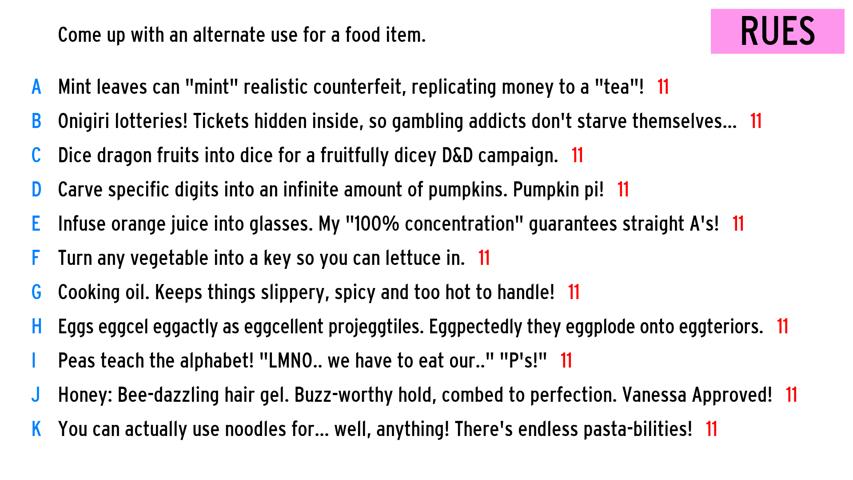 Come up with an alternate use for a food item.
RUES
A Mint leaves can "mint" realistic counterfeit, replicating money to a "tea"! 11
B Onigiri lotteries! Tickets hidden inside, so gambling addicts don't starve themselves... 11
C Dice dragon fruits into dice for a fruitfully dicey D&D campaign. 11
D Carve specific digits into an infinite amount of pumpkins. Pumpkin pi! 11
E Infuse orange juice into glasses. My "100% concentration" guarantees straight A's! 11
F Turn any vegetable into a key so you can lettuce in. 11
G Cooking oil. Keeps things slippery, spicy and too hot to handle! 11
H Eggs eggcel eggactly as eggcellent projeggtiles. Eggpectedly they eggplode onto eggteriors. 11
I Peas teach the alphabet! "LMNO.. we have to eat our.." "P's!" 11
J Honey: Bee-dazzling hair gel. Buzz-worthy hold, combed to perfection. Vanessa Approved! 11
K You can actually use noodles for... well, anything! There's endless pasta-bilities! 11